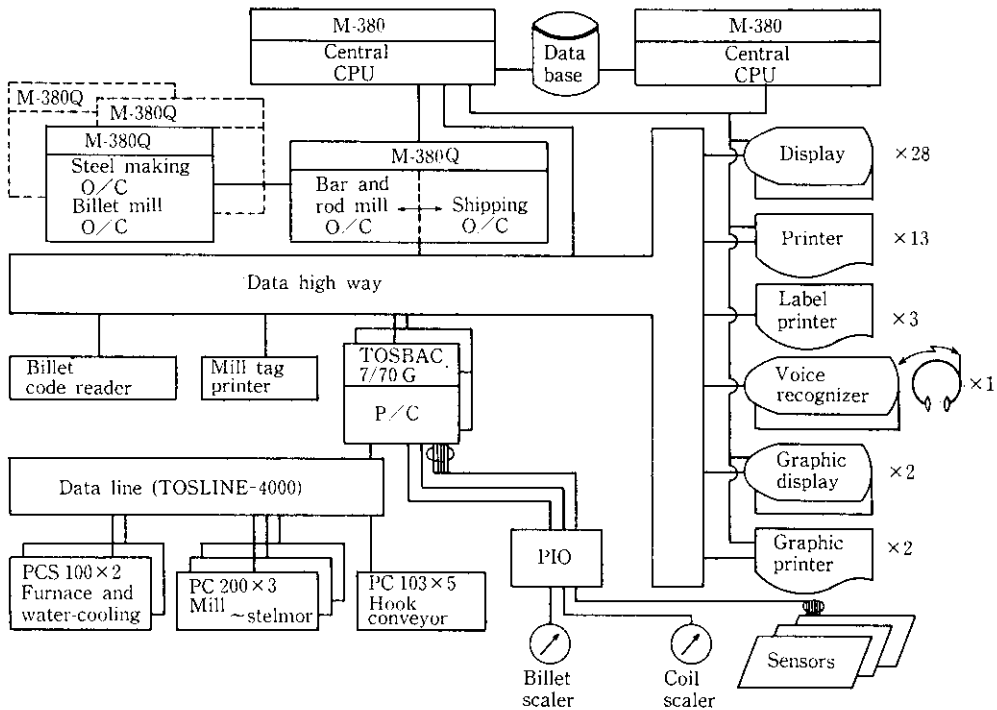 M-380
Central
CPU
Data
base
M-380
Central
CPU
M-380Q
M-380Q
M-380Q
Steel making
O/C
Billet mill
O/C
M-380Q
Bar and
rod mill
O/C
Shipping
O/C
Display
×28
Printer
×13
Data high way
Label
printer
×3
Billet
code reader
Mill tag
printer
TOSBAC
7/70 G
P/C
Voice
recognizer
×1
Data line (TOSLINE-4000)
Graphic
display
×2
PIO
Graphic
printer
×2
PCS 100×2
Furnace and
water-cooling
PC 200×3
Mill
~stelmor
PC 103×5
Hook
conveyor
Billet
scaler
Coil
scaler
Sensors